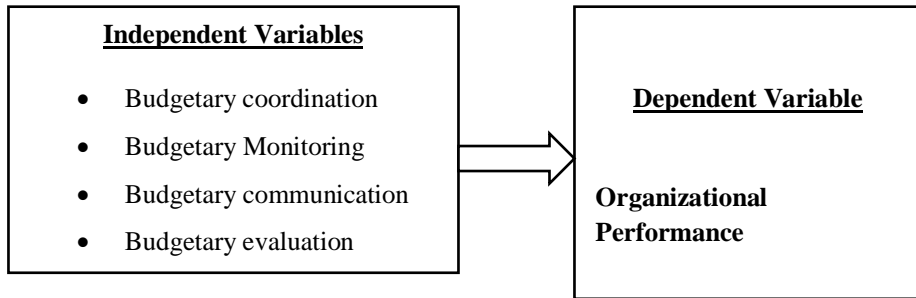 Independent Variables
• Budgetary coordination
• Budgetary Monitoring
• Budgetary communication
• Budgetary evaluation
Dependent Variable
Organizational
Performance